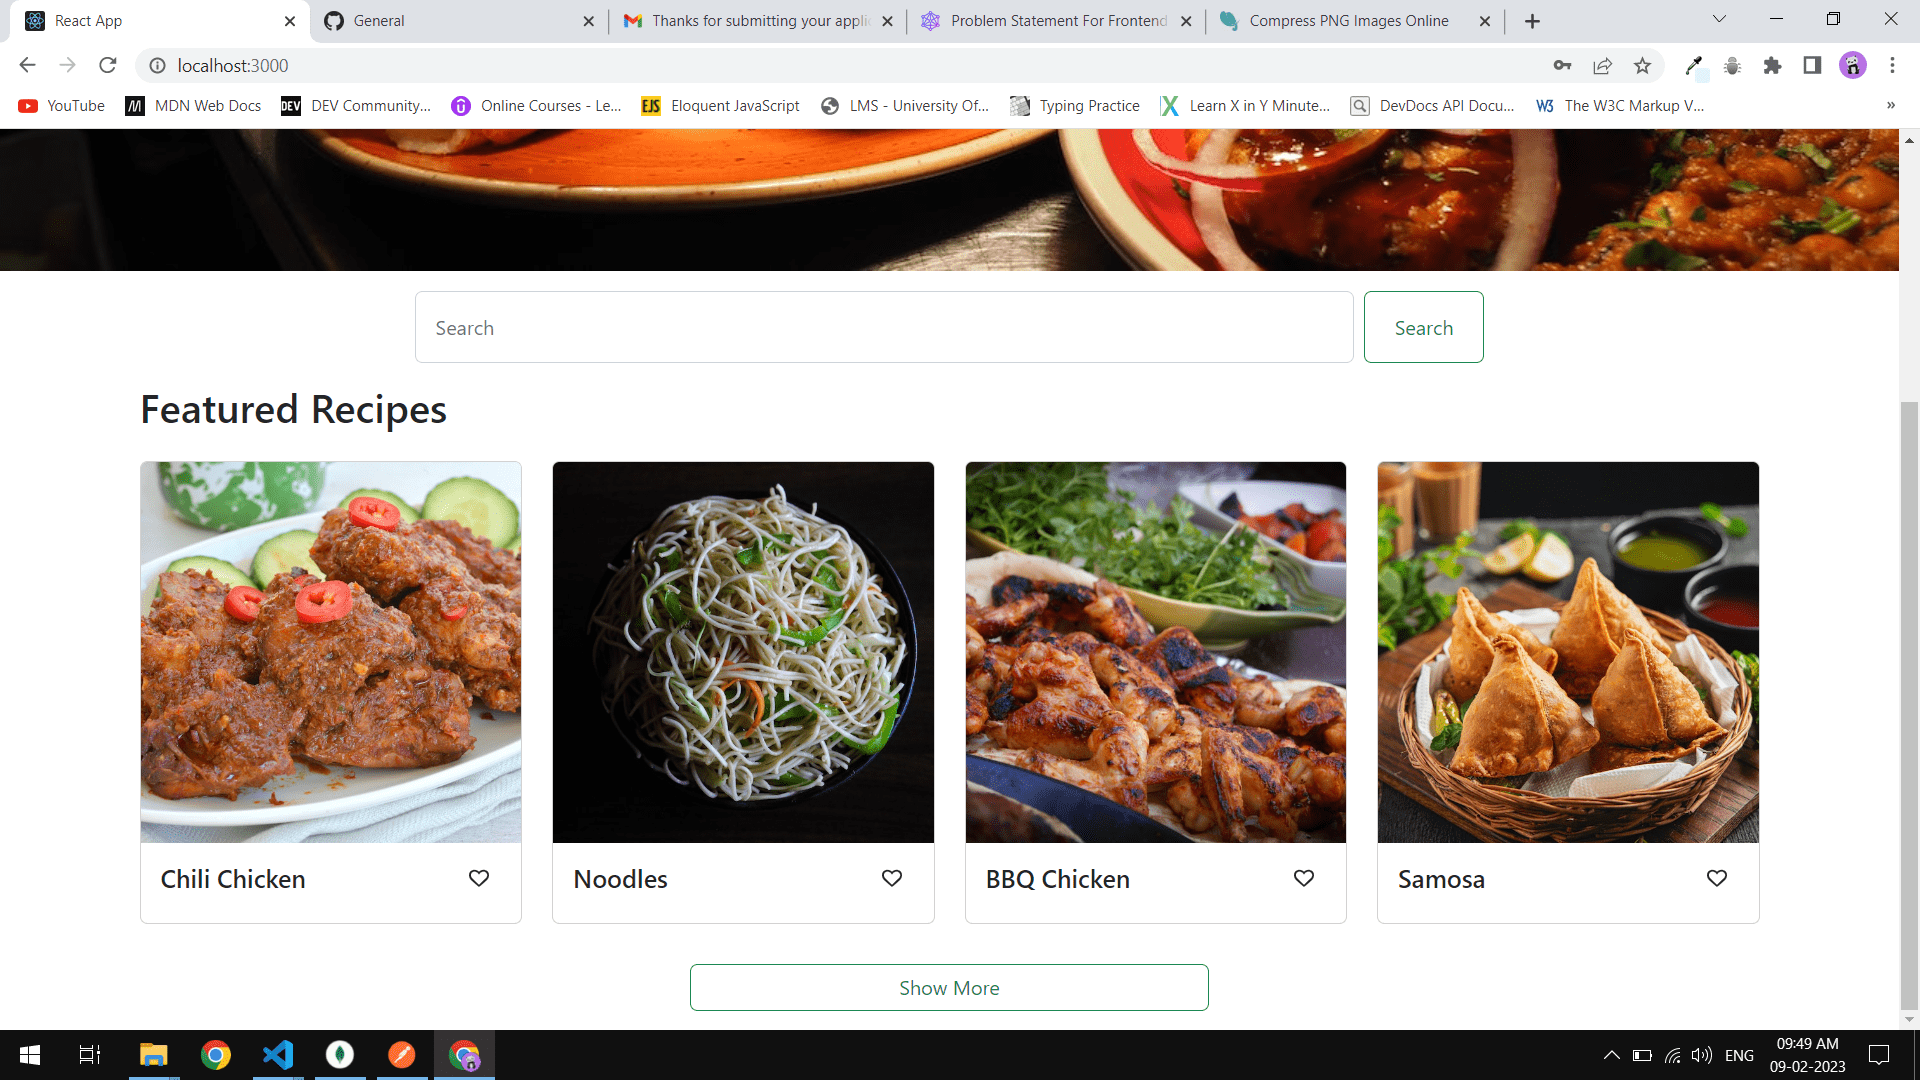 React App
General
Thanks for submitting your applic
Problem Statement For Frontend
Compress PNG Images Online
localhost:3000
YouTube
MDN Web Docs
DEV Community...
Online Courses - Le...
Eloquent JavaScript
LMS - University Of...
Typing Practice
Learn X in Y Minute...
DevDocs API Docu...
The W3C Markup V...
»
Search
Search
Featured Recipes
Chili Chicken
Noodles
BBQ Chicken
Samosa
Show More
ENG
09:49 AM
09-02-2023